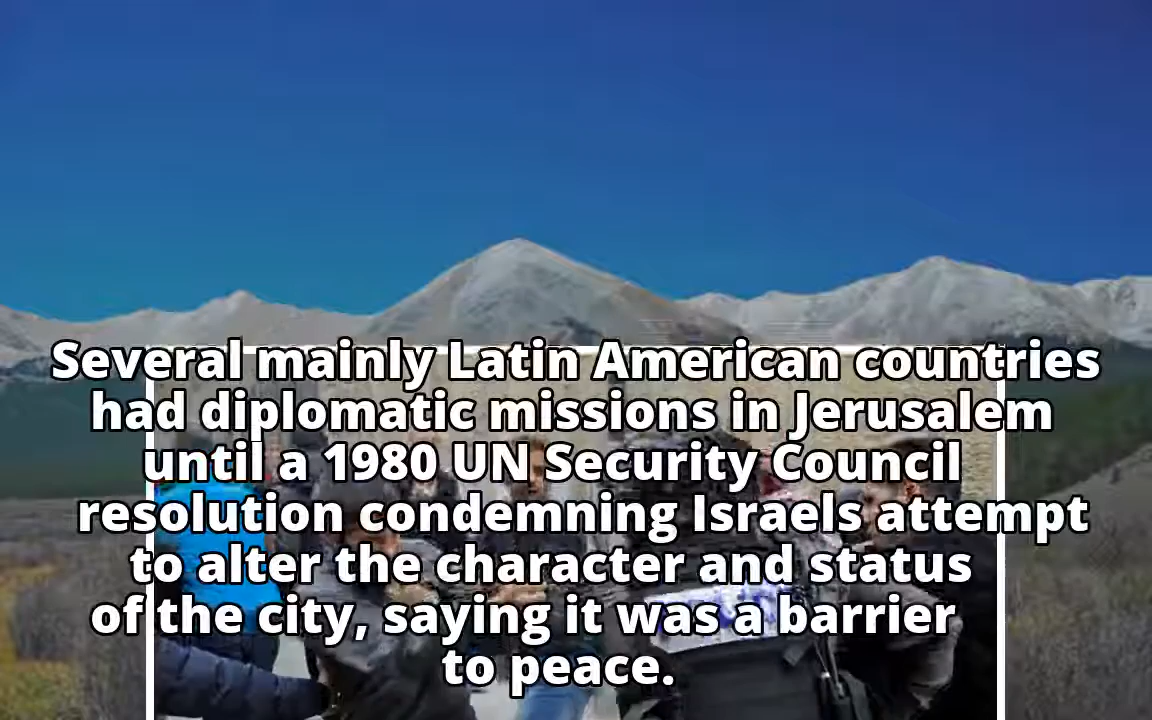 Several mainly Latin American countries
had diplomatic missions in Jerusalem
until a 1980 UN Security Council
resolution condemning Israels attempt
to alter the character and status
of the city, saying it was a barrier
to peace.